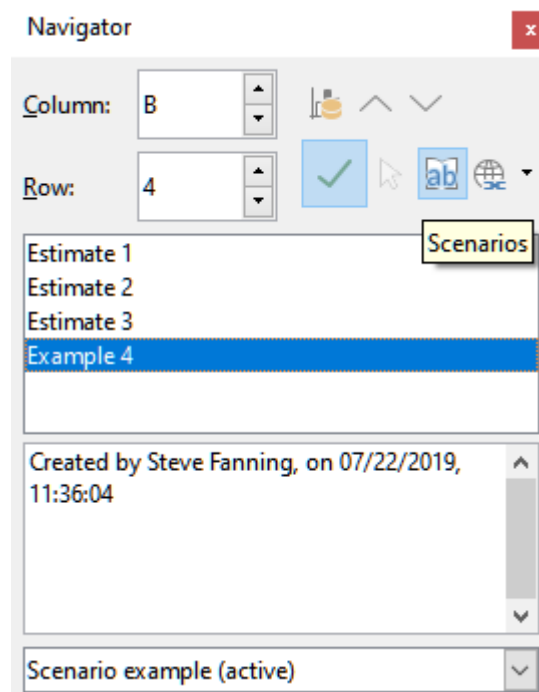 Navigator
x
Column: B
Row: 4
ab
Scenarios
Estimate 1
Estimate 2
Estimate 3
Example 4
Created by Steve Fanning, on 07/22/2019,
11:36:04
Scenario example (active)